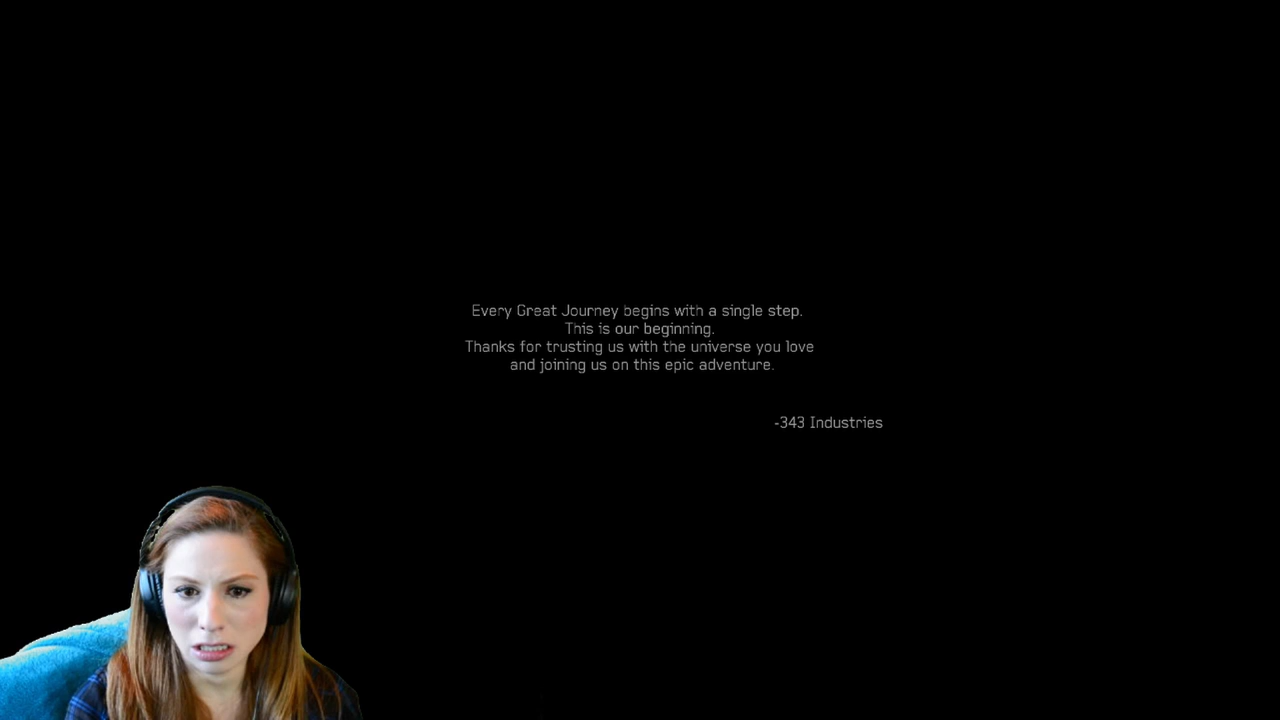 Every Great Journey begins with a single step.
This is our beginning.
Thanks for trusting us with the universe you love
and joining us on this epic adventure.
-343 Industries